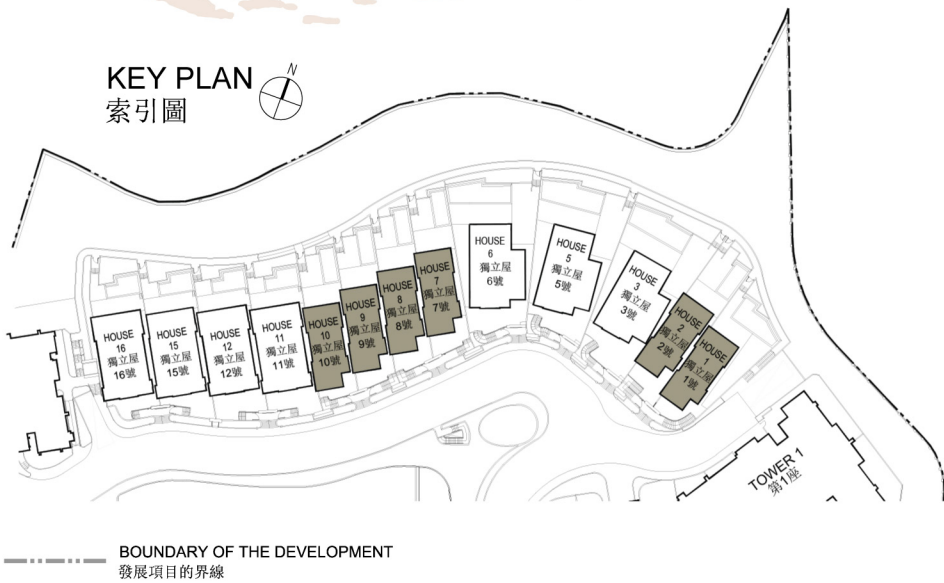 KEY PLAN
索引圖
N
HOUSE
6
獨立屋
6號
HOUSE
5
獨立屋
5號
HOUSE
3
獨立屋
3號
HOUSE
2
獨立屋
2號
HOUSE
1
獨立屋
1號
HOUSE
7
獨立屋
7號
HOUSE
8
獨立屋
8號
HOUSE
9
獨立屋
9號
HOUSE
10
獨立屋
10號
HOUSE
11
獨立屋
11號
HOUSE
12
獨立屋
12號
HOUSE
15
獨立屋
15號
HOUSE
16
獨立屋
16號
TOWER 1
第1座
BOUNDARY OF THE DEVELOPMENT
發展項目的界線